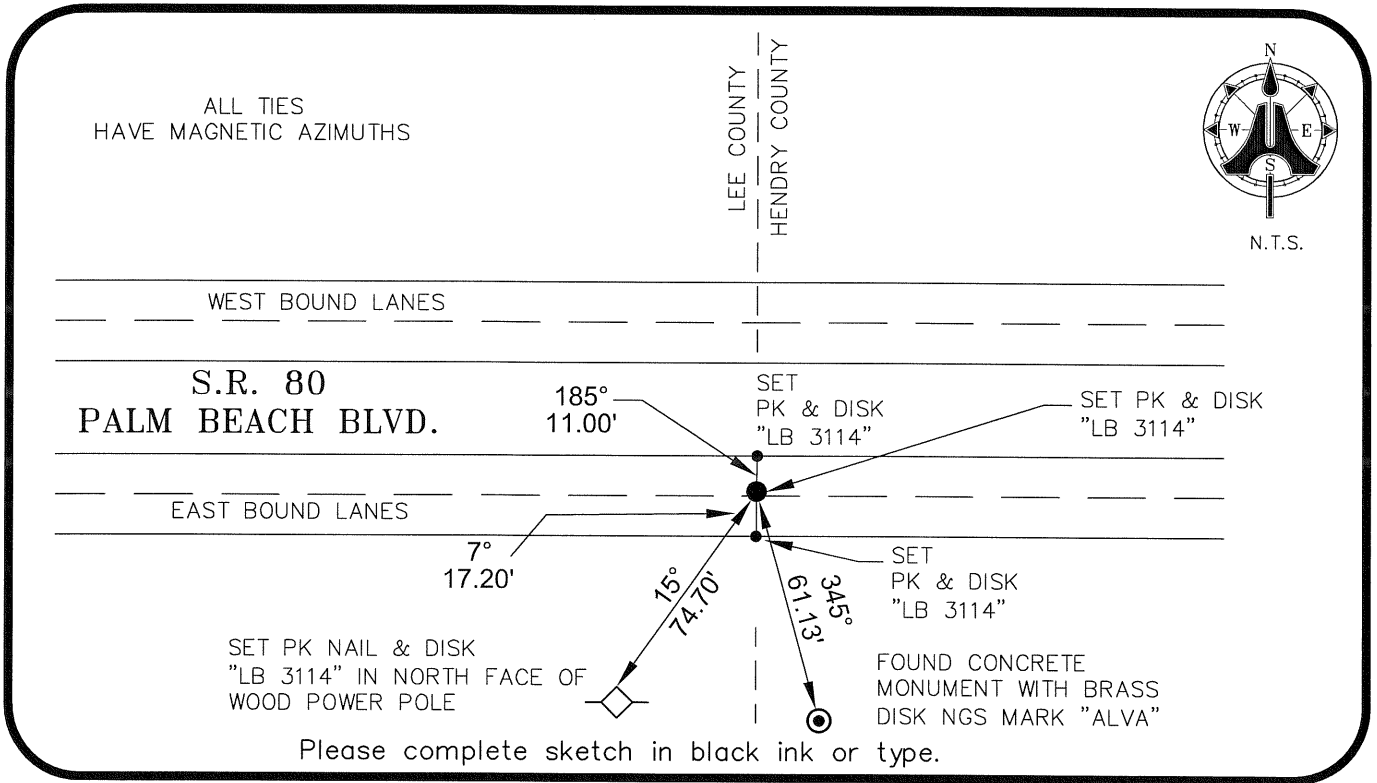 ALL TIES
HAVE MAGNETIC AZIMUTHS
LEE COUNTY
HENDRY COUNTY
N
W
E
S
N.T.S.
WEST BOUND LANES
S.R. 80
PALM BEACH BLVD.
185°
11.00'
SET
PK & DISK
"LB 3114"
SET PK & DISK
"LB 3114"
EAST BOUND LANES
7°
17.20'
15°
74.70'
345°
61.13'
SET
PK & DISK
"LB 3114"
SET PK NAIL & DISK
"LB 3114" IN NORTH FACE OF
WOOD POWER POLE
FOUND CONCRETE
MONUMENT WITH BRASS
DISK NGS MARK "ALVA"
Please complete sketch in black ink or type.